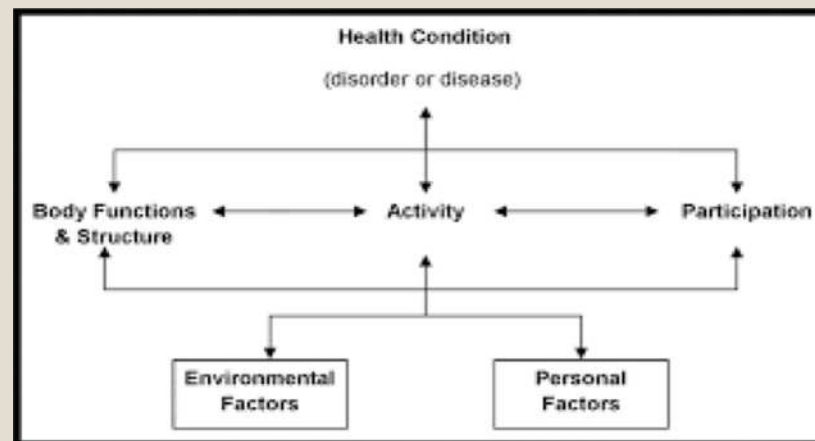 Health Condition
(disorder or disease)
Body Functions
& Structure
Activity
Participation
Environmental
Factors
Personal
Factors